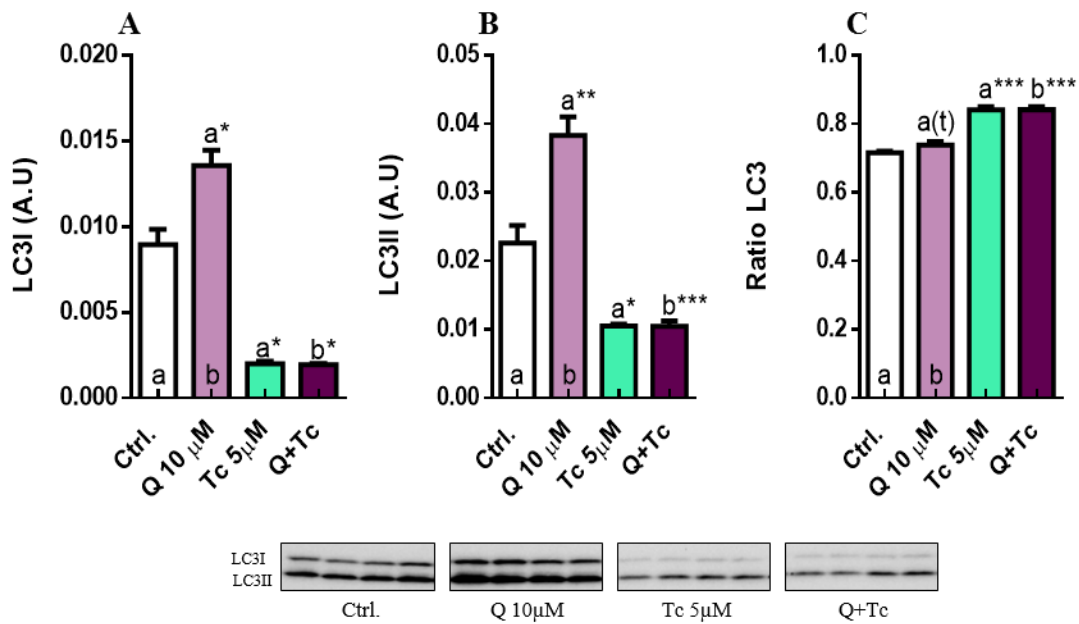 A
LC3I (A.U)
0.020
0.015
0.010
0.005
0.000
a*
a*
b*
a
b
Ctrl.
Q 10 μM
Tc 5μM
Q+Tc
B
LC3II (A.U)
0.05
0.04
0.03
0.02
0.01
0.00
a**
a*
b***
a
b
Ctrl.
Q 10 μM
Tc 5μM
Q+Tc
C
Ratio LC3
1.0
0.8
0.6
0.4
0.2
0.0
a(t)
a***
b***
a
b
Ctrl.
Q 10 μM
Tc 5μM
Q+Tc
LC3I
LC3II
Ctrl.
Q 10μM
Tc 5μM
Q+Tc